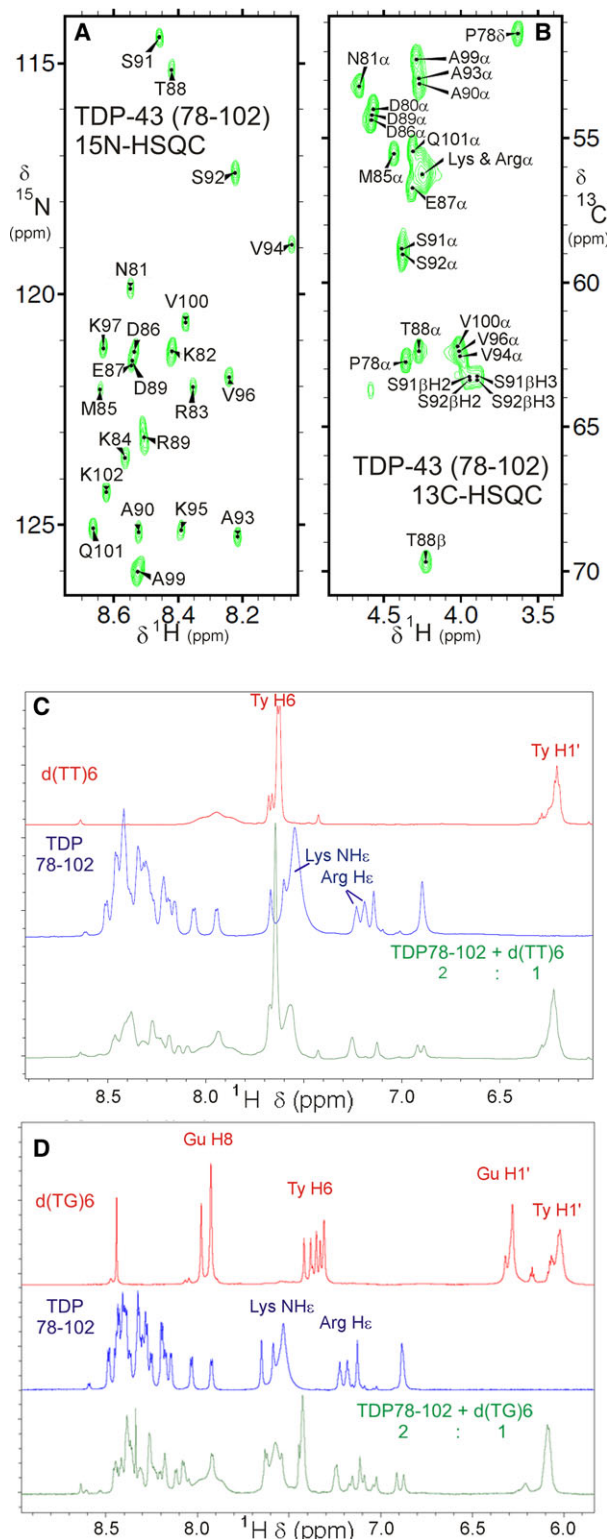 A
S91
T88
115
TDP-43 (78-102)
15N-HSQC
δ
15N
(ppm)
S92
V94
N81
120
V100
K97
D86
K82
E87
D89
V96
M85
R83
K84
R89
K102
A90
K95
A93
125
Q101
A99
8.6
8.4
8.2
δ 1H (ppm)
B
P78δ
N81α
A99α
A93α
A90α
D80α
D89α
D86α
Q101α
55
Lys & Argα
M85α
δ
13C
(ppm)
E87α
S91α
S92α
60
V100α
V96α
V94α
T88α
P78α
S91βH2
S91βH3
S92βH2
S92βH3
65
TDP-43 (78-102)
13C-HSQC
T88β
70
4.5
4.0
3.5
δ 1H (ppm)
C
Ty H6
Ty H1'
d(TT)6
TDP
78-102
Lys NHε
Arg Hε
TDP78-102 + d(TT)6
2 : 1
8.5
8.0
7.0
6.0
1H δ (ppm)
D
Gu H8
Ty H6
Gu H1'
Ty H1'
d(TG)6
TDP
78-102
Lys NHε
Arg Hε
TDP78-102 + d(TG)6
2 : 1
8.5
8.0
7.0
6.5
6.0
1H δ (ppm)